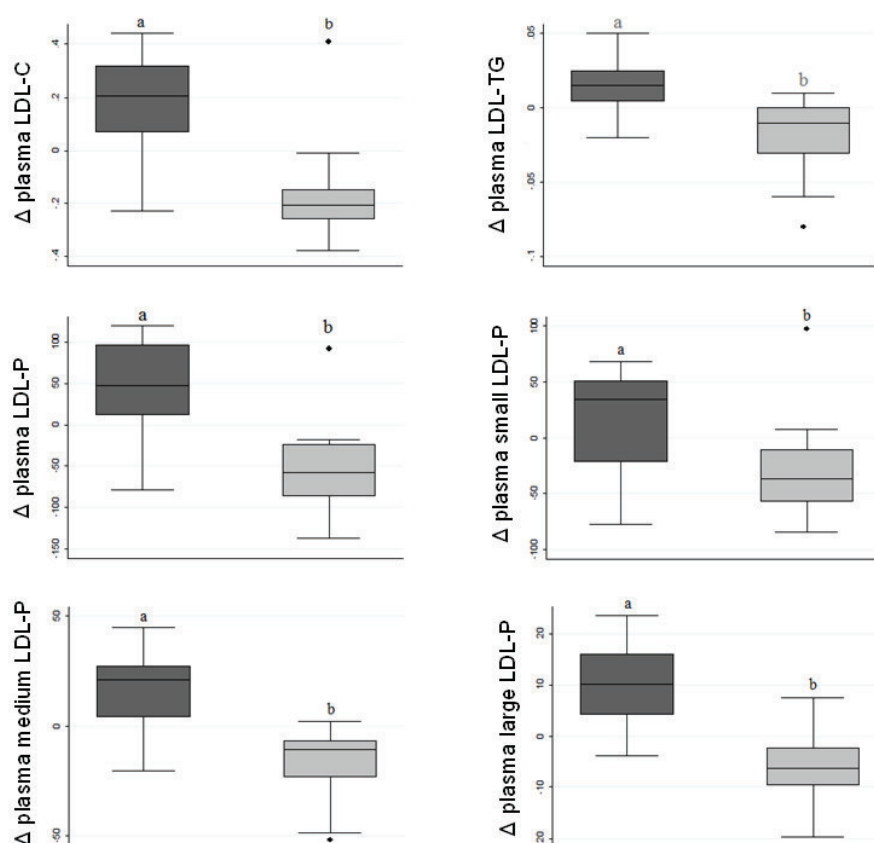 a b
Δ plasma LDL-C
.4
.2
0
-.2
-.4
a
b
Δ plasma LDL-TG
.05
0
-.05
-.1
a
b
Δ plasma LDL-P
100
50
0
-50
-100
-150
a
b
Δ plasma small LDL-P
100
50
0
-50
-100
a
b
Δ plasma medium LDL-P
50
0
-50
a
b
Δ plasma large LDL-P
20
10
0
-10
20